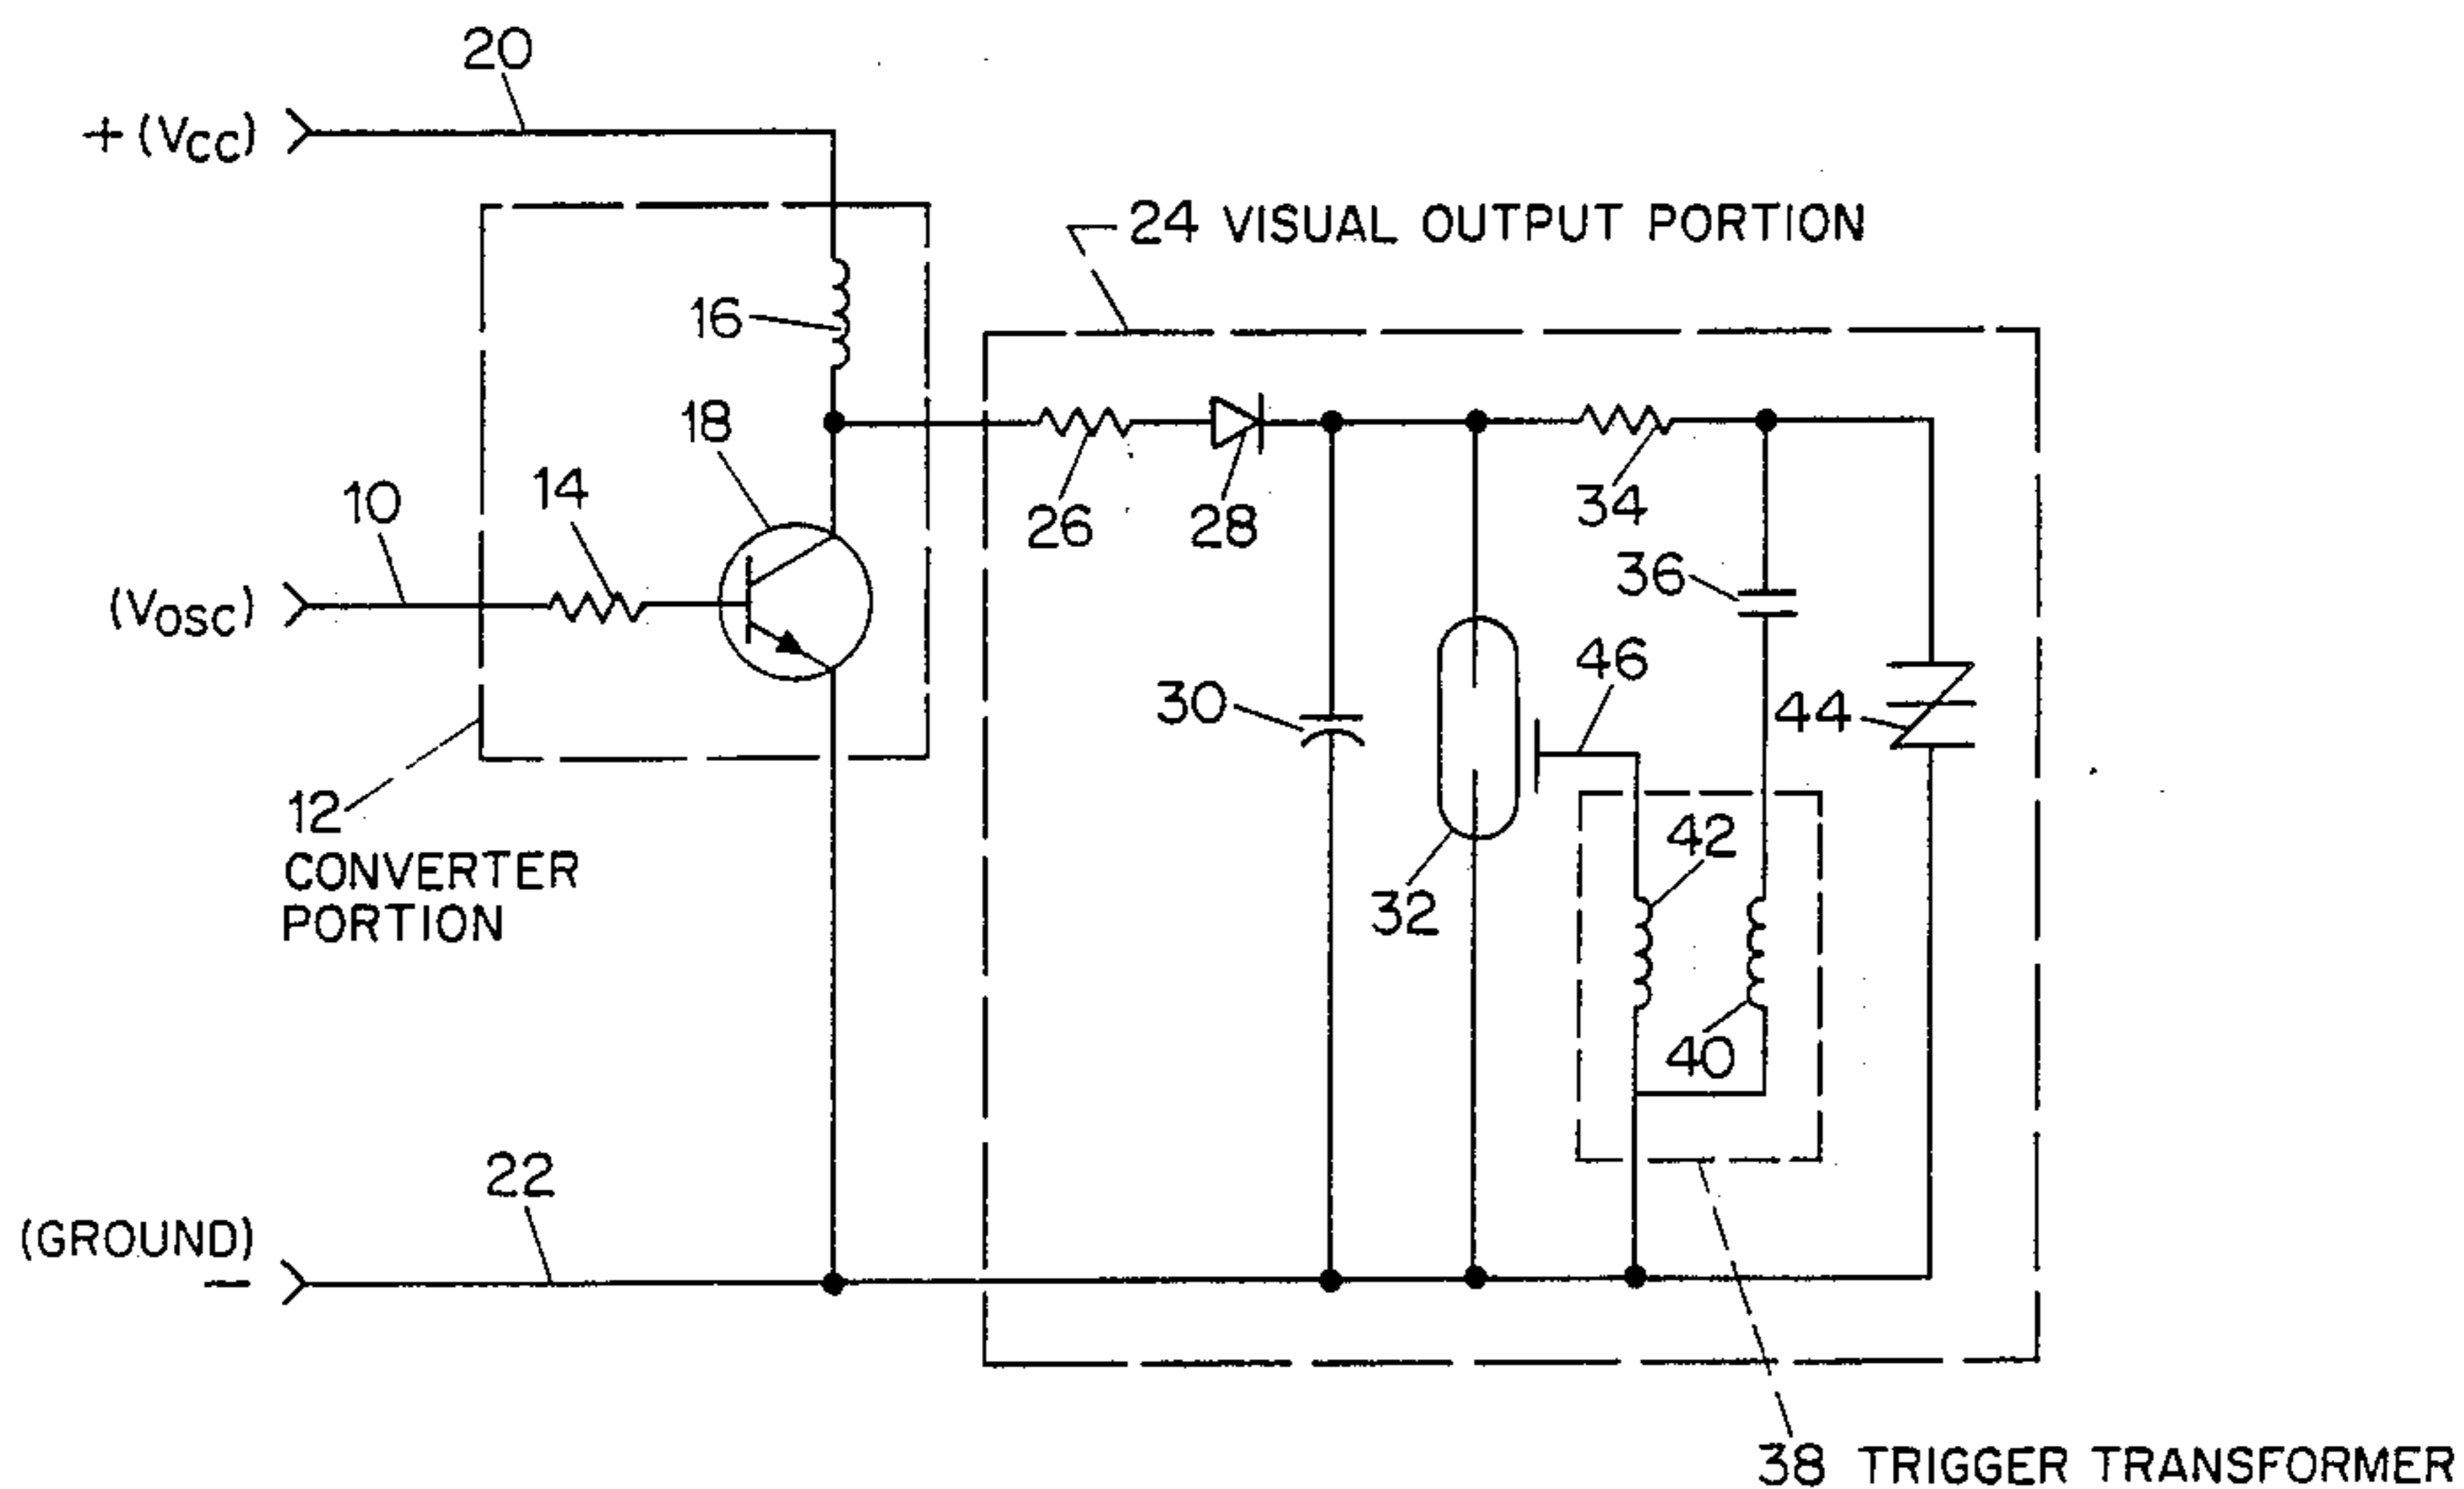 20
+ (VCC)
24 VISUAL OUTPUT PORTION
16
18
14
10
26
28
34
36
(VOSC)
46
30
44
12
CONVERTER
PORTION
42
32
40
22
(GROUND)
–
38 TRIGGER TRANSFORMER